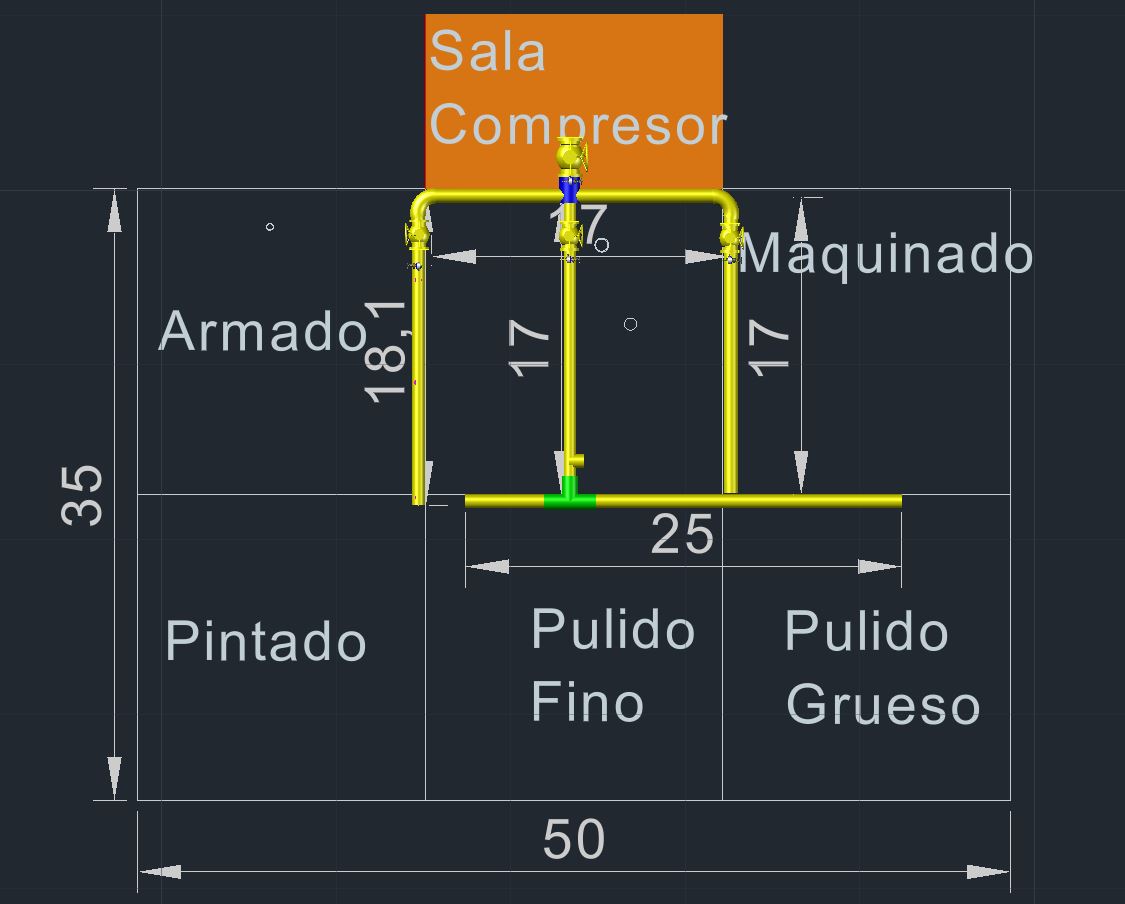 Sala
Compresor
17
Maquinado
Armado
18,1
17
17
35
25
Pintado
Pulido
Fino
Pulido
Grueso
50